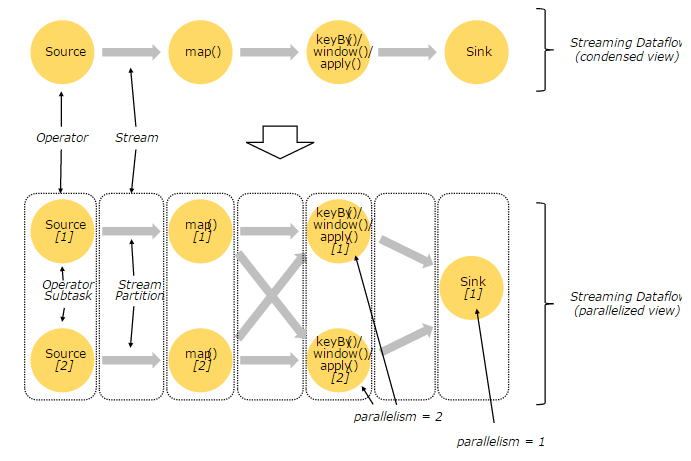 Source
map()
keyBy()/
window()/
apply()
Sink
Streaming Dataflow
(condensed view)
Operator
Stream
Source
[1]
map()
[1]
keyBy()/
window()/
apply()
[1]
Operator
Subtask
Stream
Partition
Sink
[1]
Streaming Dataflow
(parallelized view)
Source
[2]
map()
[2]
keyBy()/
window()/
apply()
[2]
parallelism = 2
parallelism = 1